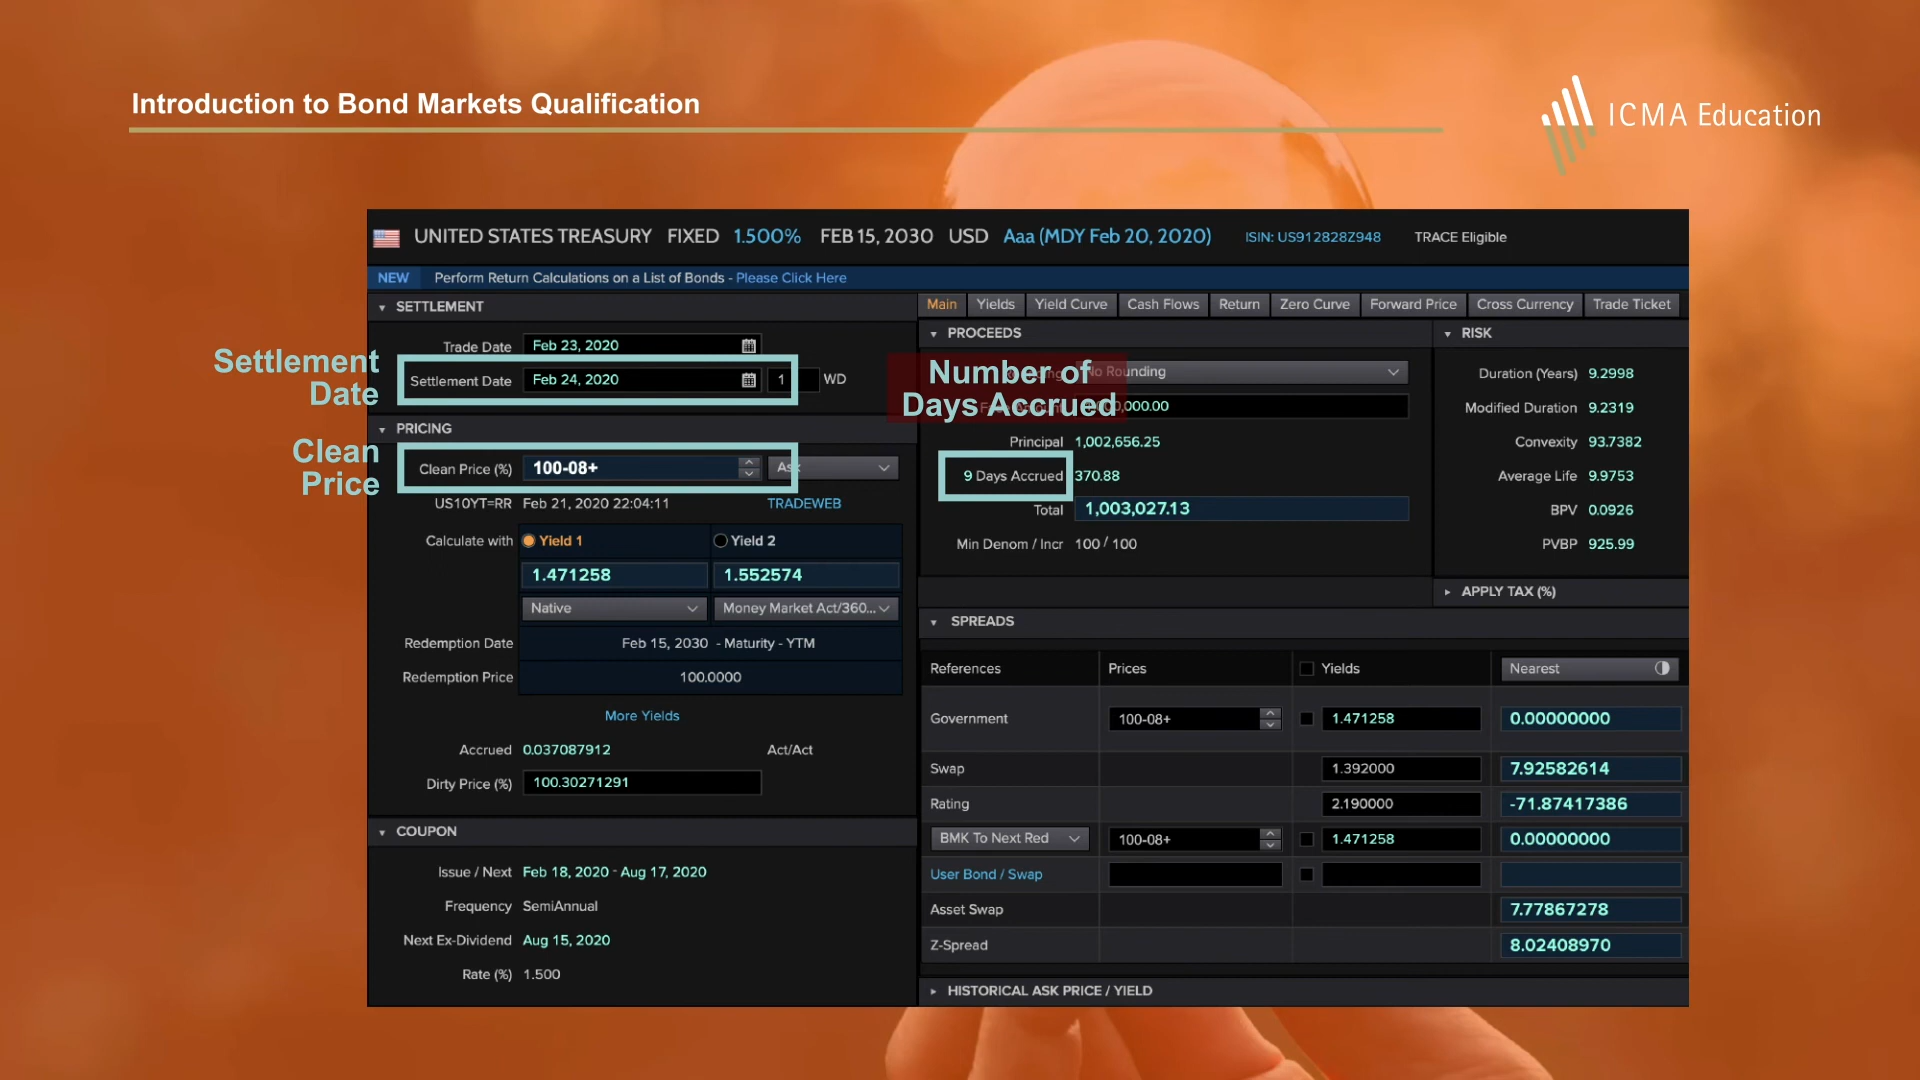 Introduction to Bond Markets Qualification
ICMA Education
UNITED STATES TREASURY FIXED 1.500% FEB 15, 2030 USD Aaa (MDY Feb 20, 2020) ISIN: US912828Z948 TRACE Eligible
NEW Perform Return Calculations on a List of Bonds - Please Click Here
SETTLEMENT
Trade Date Feb 23, 2020
Settlement Date
Settlement Date Feb 24, 2020 1 WD
PRICING
Clean Price
Clean Price (%) 100-08+ Ask
US10YT=RR Feb 21, 2020 22:04:11 TRADEWEB
Calculate with Yield 1 Yield 2
1.471258 1.552574
Native Money Market Act/360...
Redemption Date Feb 15, 2030 - Maturity - YTM
Redemption Price 100.0000
More Yields
Accrued 0.037087912 Act/Act
Dirty Price (%) 100.30271291
COUPON
Issue / Next Feb 18, 2020 - Aug 17, 2020
Frequency SemiAnnual
Next Ex-Dividend Aug 15, 2020
Rate (%) 1.500
Main Yields Yield Curve Cash Flows Return Zero Curve Forward Price Cross Currency Trade Ticket
PROCEEDS
Number of
Days Accrued
No Rounding
Principal 1,002,656.25
9 Days Accrued 370.88
Total 1,003,027.13
Min Denom / Incr 100 / 100
RISK
Duration (Years) 9.2998
Modified Duration 9.2319
Convexity 93.7382
Average Life 9.9753
BPV 0.0926
PVBP 925.99
APPLY TAX (%)
SPREADS
References Prices Yields Nearest
Government 100-08+ 1.471258 0.00000000
Swap 1.392000 7.92582614
Rating 2.190000 -71.87417386
BMK To Next Red 100-08+ 1.471258 0.00000000
User Bond / Swap
Asset Swap 7.77867278
Z-Spread 8.02408970
HISTORICAL ASK PRICE / YIELD